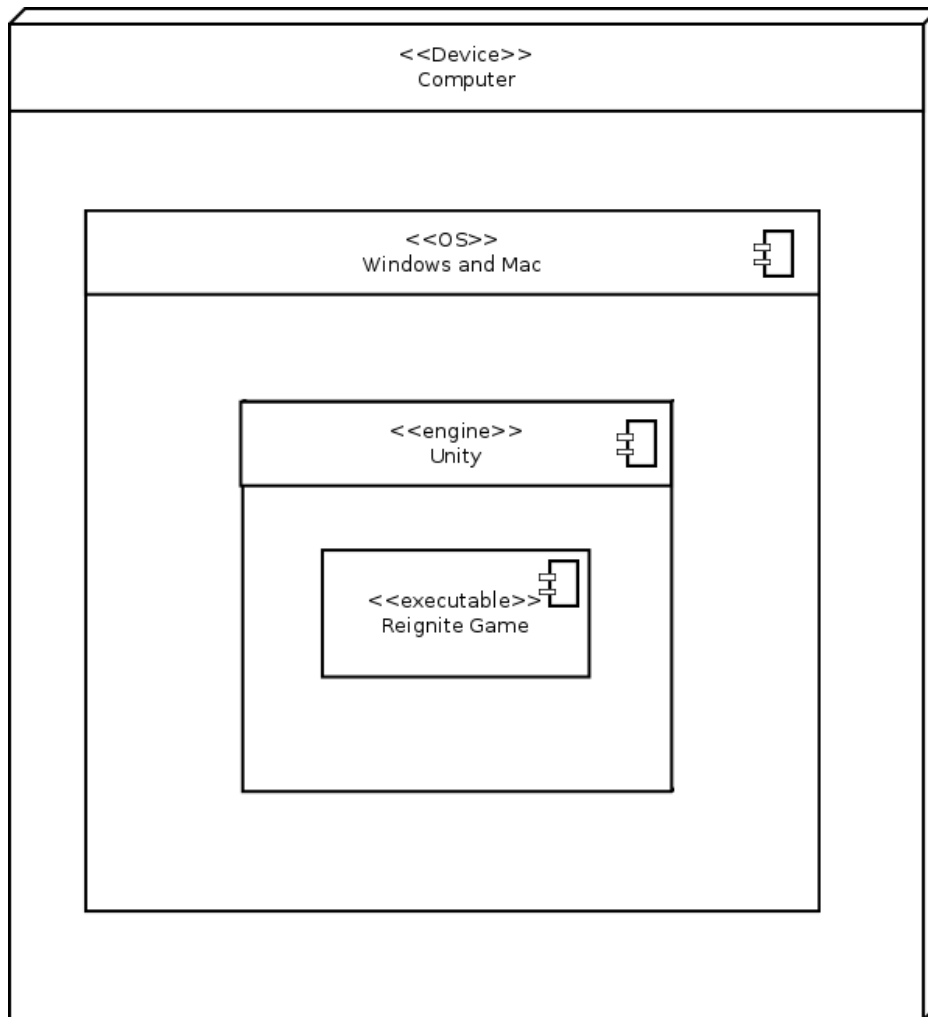 <<Device>>
Computer
<<OS>>
Windows and Mac
<<engine>>
Unity
<<executable>>
Reignite Game